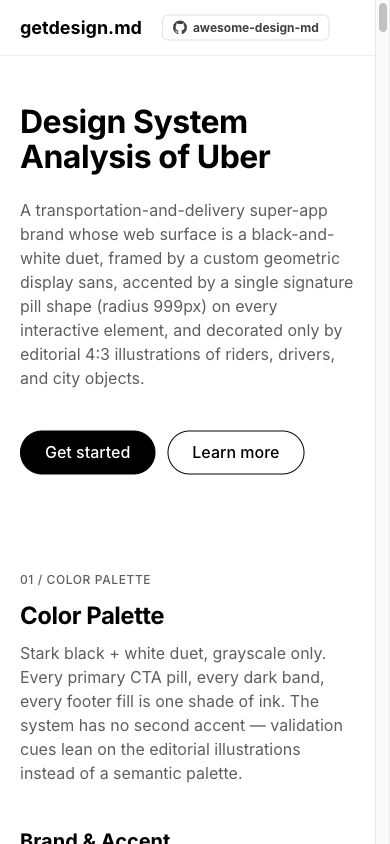 getdesign.md
awesome-design-md
Design System
Analysis of Uber
A transportation-and-delivery super-app
brand whose web surface is a black-and-
white duet, framed by a custom geometric
display sans, accented by a single signature
pill shape (radius 999px) on every
interactive element, and decorated only by
editorial 4:3 illustrations of riders, drivers,
and city objects.
Get started
Learn more
01 / COLOR PALETTE
Color Palette
Stark black + white duet, grayscale only.
Every primary CTA pill, every dark band,
every footer fill is one shade of ink. The
system has no second accent — validation
cues lean on the editorial illustrations
instead of a semantic palette.
Brand & Accent